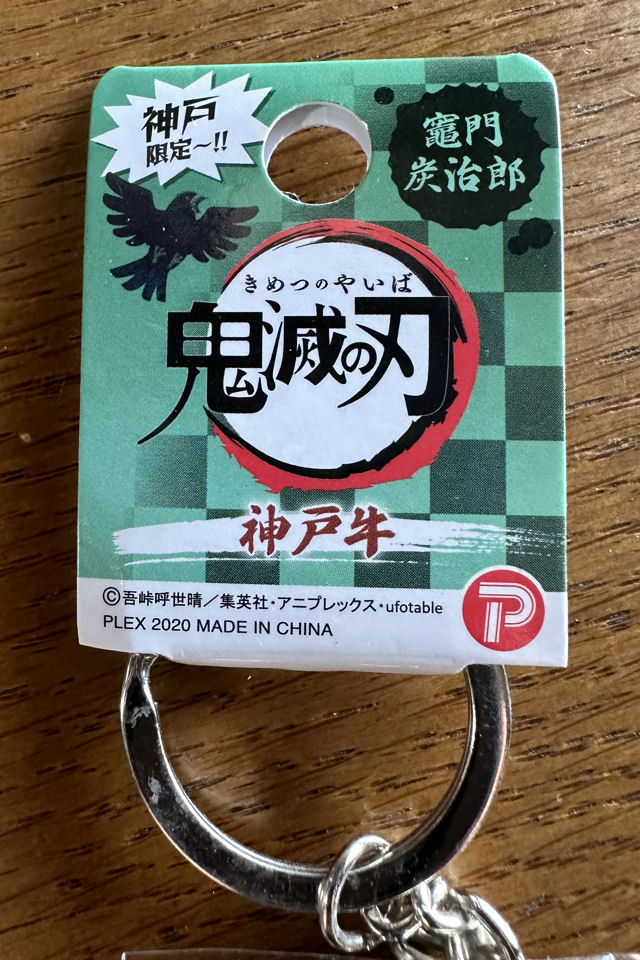 神戸
限定〜!!
竈門
炭治郎
きめつのやいば
鬼滅の刃
神戸牛
©吾峠呼世晴／集英社・アニプレックス・ufotable
PLEX 2020 MADE IN CHINA
P